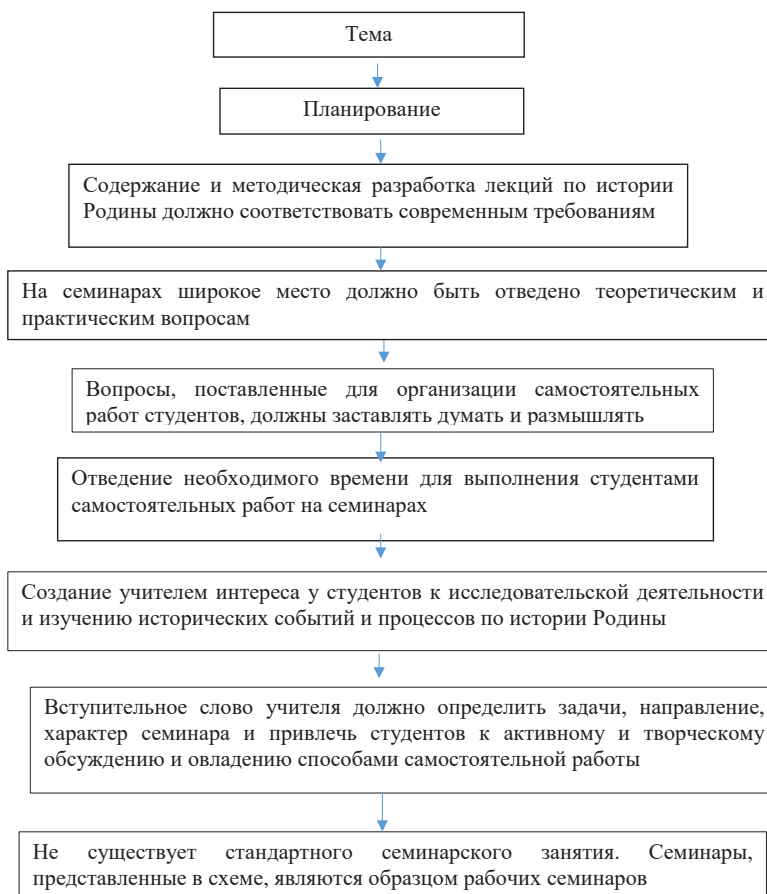 Тема
Планирование
Содержание и методическая разработка лекций по истории
Родины должно соответствовать современным требованиям
На семинарах широкое место должно быть отведено теоретическим и
практическим вопросам
Вопросы, поставленные для организации самостоятельных
работ студентов, должны заставлять думать и размышлять
Отведение необходимого времени для выполнения студентами
самостоятельных работ на семинарах
Создание учителем интереса у студентов к исследовательской деятельности
и изучению исторических событий и процессов по истории Родины
Вступительное слово учителя должно определить задачи, направление,
характер семинара и привлечь студентов к активному и творческому
обсуждению и овладению способами самостоятельной работы
Не существует стандартного семинарского занятия. Семинары,
представленные в схеме, являются образцом рабочих семинаров